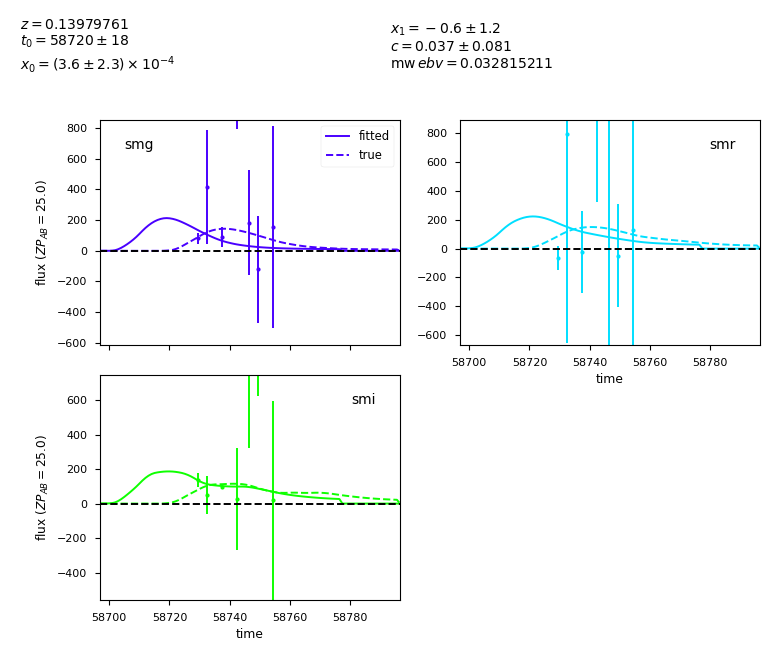 z = 0.13979761
t₀ = 58720 ± 18
x₀ = (3.6 ± 2.3) × 10⁻⁴
x₁ = −0.6 ± 1.2
c = 0.037 ± 0.081
mw ebv = 0.032815211
800
600
400
200
0
−200
−400
−600
flux (ZP_AB = 25.0)
smg
fitted
true
800
600
400
200
0
−200
−400
−600
smr
58700 58720 58740 58760 58780
time
600
400
200
0
−200
−400
flux (ZP_AB = 25.0)
smi
58700 58720 58740 58760 58780
time